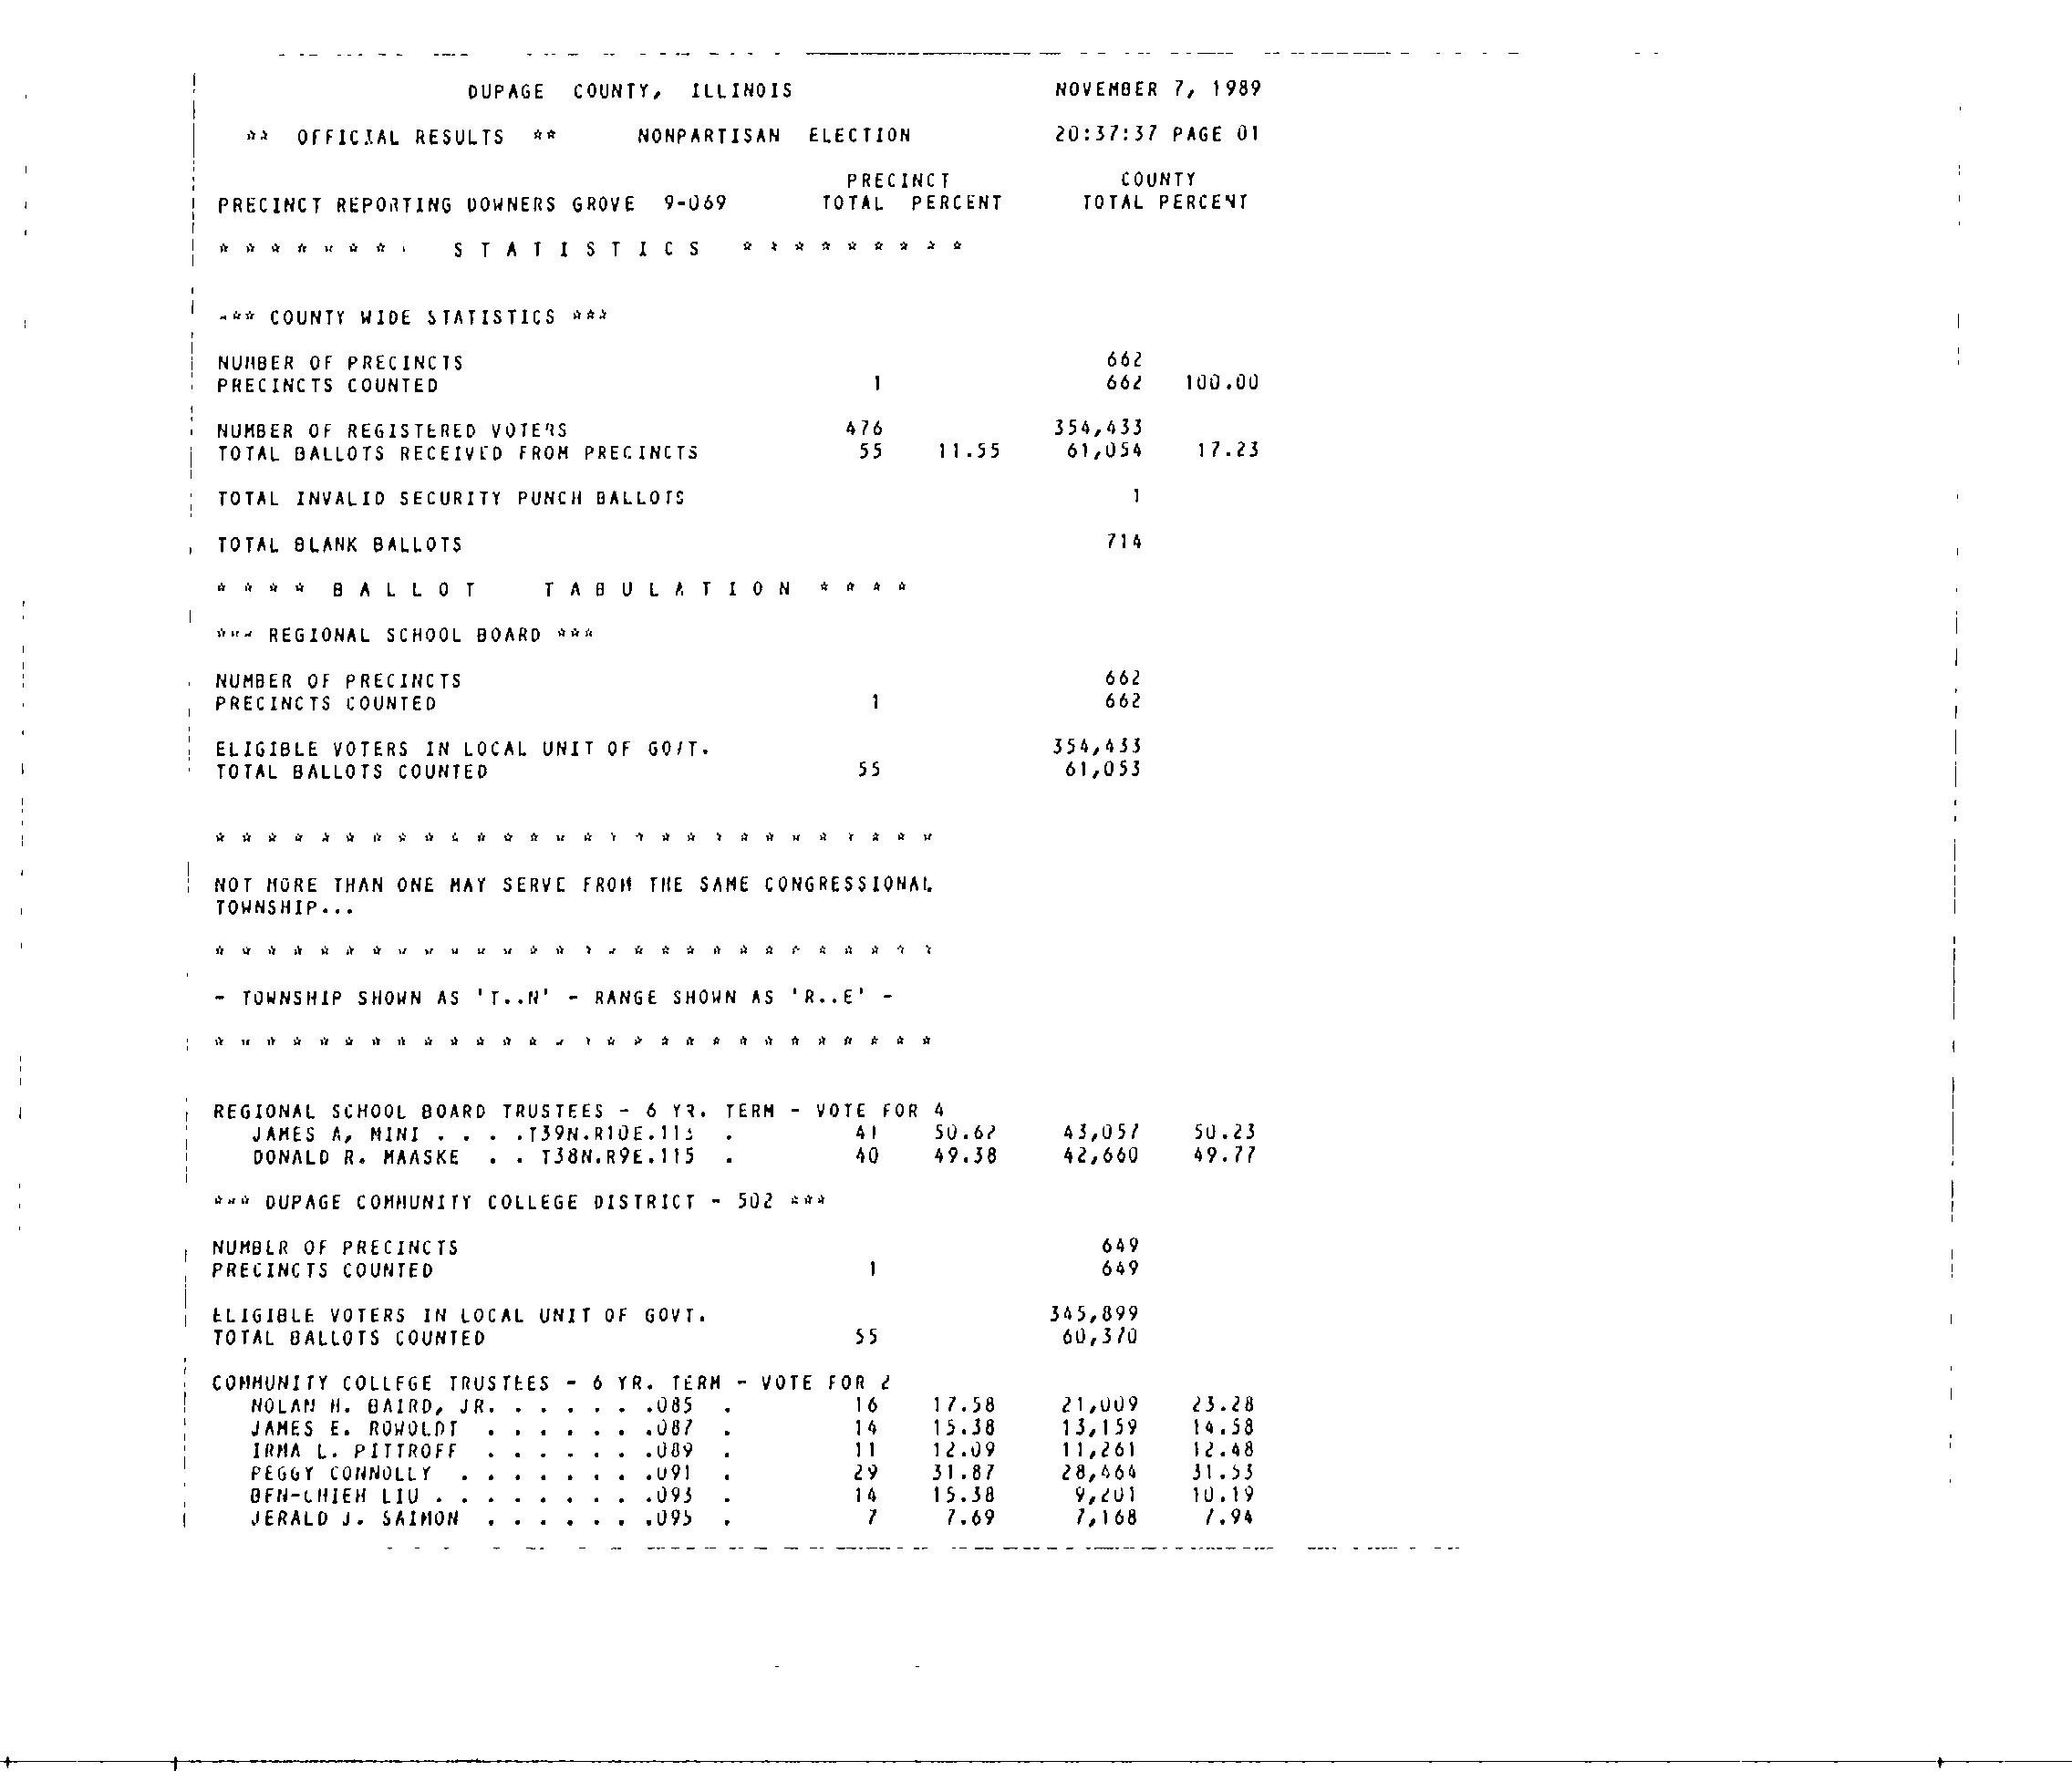 DUPAGE COUNTY, ILLINOIS NOVEMBER 7, 1989
** OFFICIAL RESULTS ** NONPARTISAN ELECTION 20:37:37 PAGE 01
PRECINCT COUNTY
PRECINCT REPORTING DOWNERS GROVE 9-069 TOTAL PERCENT TOTAL PERCENT
* * * * * * * * S T A T I S T I C S * * * * * * * * *
*** COUNTY WIDE STATISTICS ***
NUMBER OF PRECINCTS 662
PRECINCTS COUNTED 1 662 100.00
NUMBER OF REGISTERED VOTERS 476 354,433
TOTAL BALLOTS RECEIVED FROM PRECINCTS 55 11.55 61,054 17.23
TOTAL INVALID SECURITY PUNCH BALLOTS 1
TOTAL BLANK BALLOTS 714
* * * * B A L L O T T A B U L A T I O N * * * *
*** REGIONAL SCHOOL BOARD ***
NUMBER OF PRECINCTS 662
PRECINCTS COUNTED 1 662
ELIGIBLE VOTERS IN LOCAL UNIT OF GOVT. 354,433
TOTAL BALLOTS COUNTED 55 61,053
* * * * * * * * * * * * * * * * * * * * * * * * * * * *
NOT MORE THAN ONE MAY SERVE FROM THE SAME CONGRESSIONAL
TOWNSHIP...
* * * * * * * * * * * * * * * * * * * * * * * * * * * *
- TOWNSHIP SHOWN AS 'T..N' - RANGE SHOWN AS 'R..E' -
* * * * * * * * * * * * * * * * * * * * * * * * * * * *
REGIONAL SCHOOL BOARD TRUSTEES - 6 YR. TERM - VOTE FOR 4
JAMES A, MINI . . . .T39N.R10E.113 . 41 50.62 43,057 50.23
DONALD R. MAASKE . . T38N.R9E.115 . 40 49.38 42,660 49.77
*** DUPAGE COMMUNITY COLLEGE DISTRICT - 502 ***
NUMBER OF PRECINCTS 649
PRECINCTS COUNTED 1 649
ELIGIBLE VOTERS IN LOCAL UNIT OF GOVT. 345,899
TOTAL BALLOTS COUNTED 55 60,370
COMMUNITY COLLEGE TRUSTEES - 6 YR. TERM - VOTE FOR 2
NOLAN H. BAIRD, JR. . . . . . .085 . 16 17.58 21,009 23.28
JAMES E. ROWOLDT . . . . . . .087 . 14 15.38 13,159 14.58
IRMA L. PITTROFF . . . . . . .089 . 11 12.09 11,261 12.48
PEGGY CONNOLLY . . . . . . . .091 . 29 31.87 28,464 31.53
BEN-CHIEH LIU . . . . . . . . .093 . 14 15.38 9,201 10.19
JERALD J. SAIMON . . . . . . .095 . 7 7.69 7,168 7.94